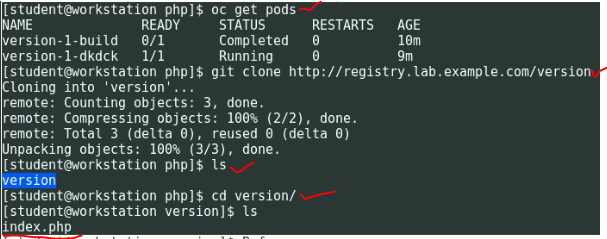 [student@workstation php]$ oc get pods
NAME READY STATUS RESTARTS AGE
version-1-build 0/1 Completed 0 10m
version-1-dkdck 1/1 Running 0 9m
[student@workstation php]$ git clone http://registry.lab.example.com/version
Cloning into 'version'...
remote: Counting objects: 3, done.
remote: Compressing objects: 100% (2/2), done.
remote: Total 3 (delta 0), reused 0 (delta 0)
Unpacking objects: 100% (3/3), done.
[student@workstation php]$ ls
version
[student@workstation php]$ cd version/
[student@workstation version]$ ls
index.php